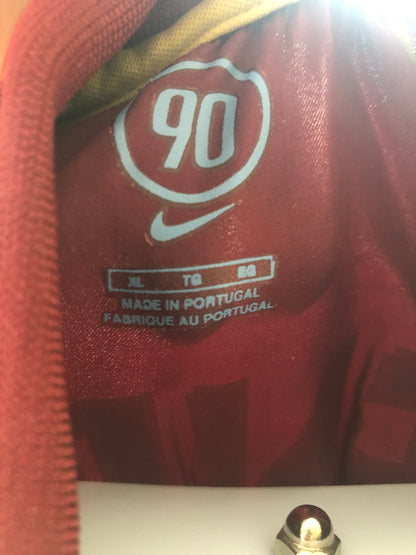 90
XL TG EG
MADE IN PORTUGAL
FABRIQUE AU PORTUGAL